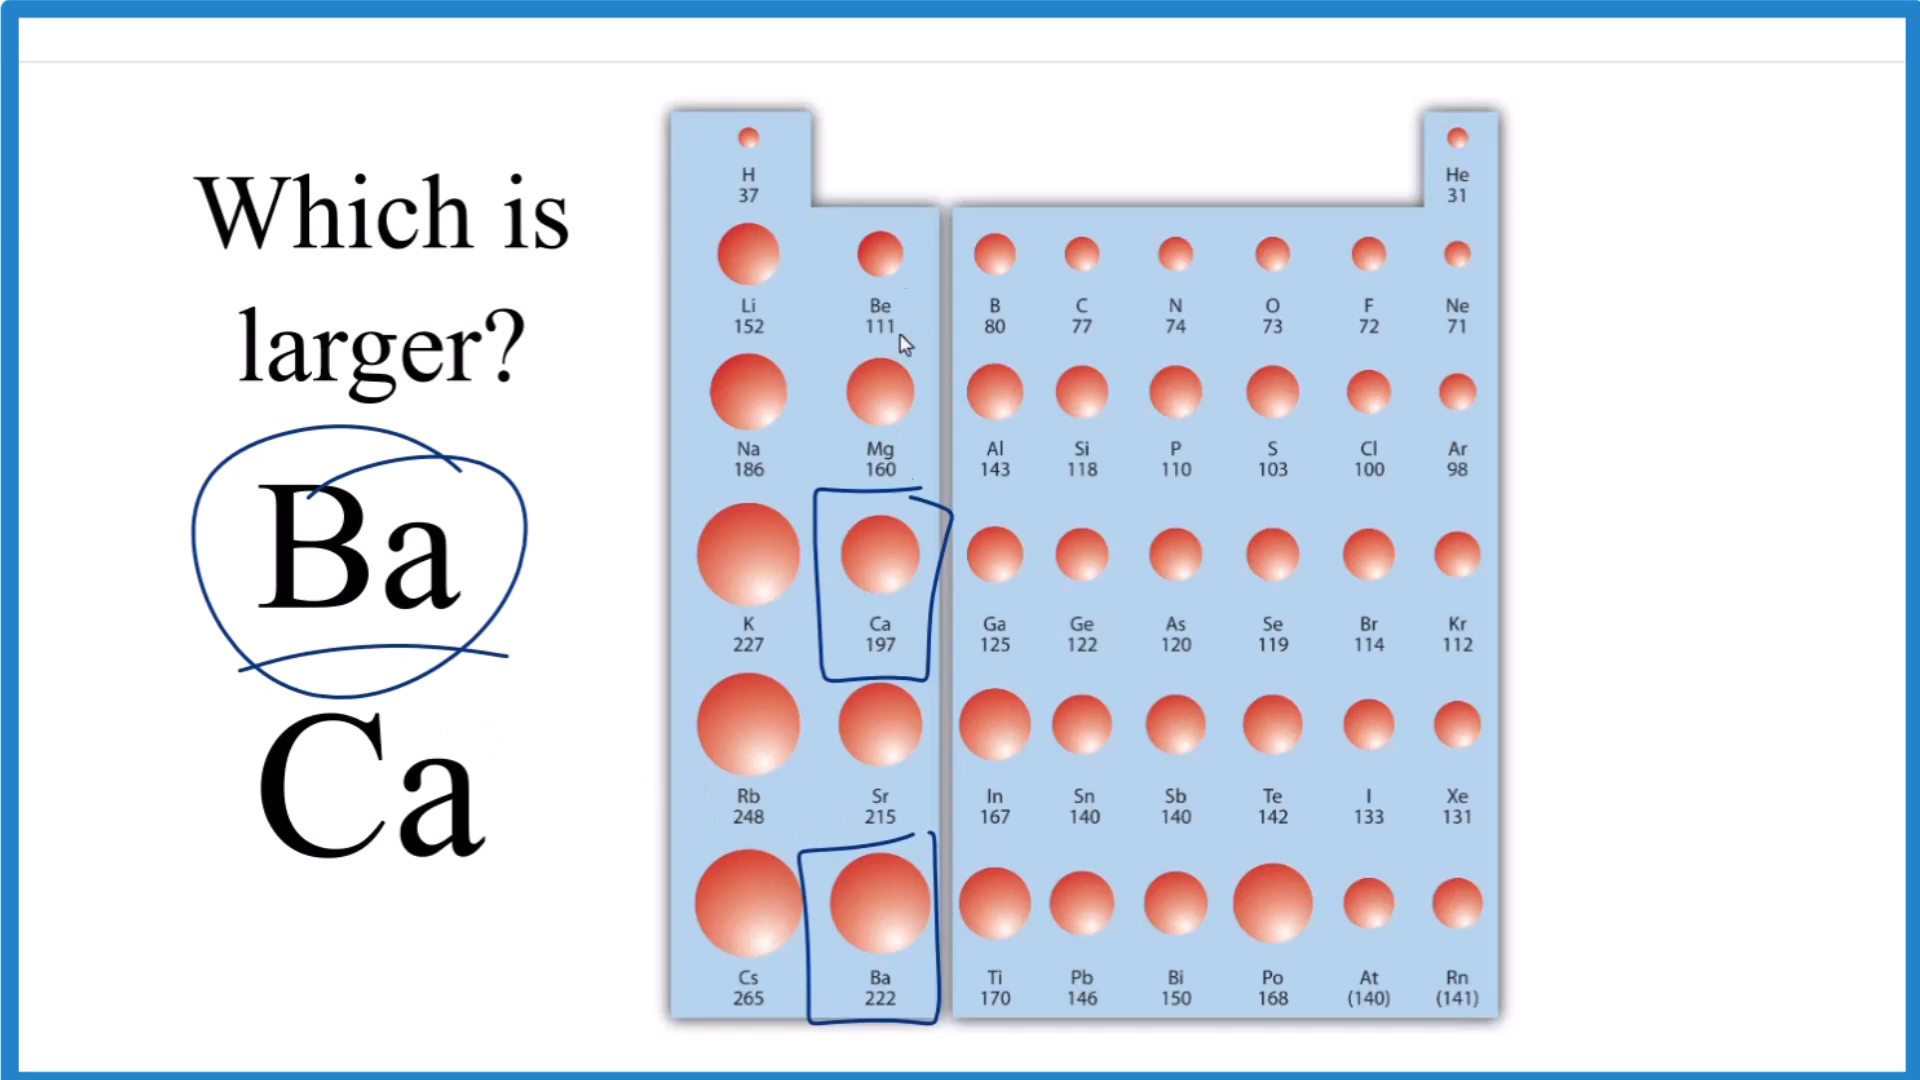 Which is
larger?
Ba
Ca
H He
37 31
Li Be B C N O F Ne
152 111 80 77 74 73 72 71
Na Mg Al Si P S Cl Ar
186 160 143 118 110 103 100 98
K Ca Ga Ge As Se Br Kr
227 197 125 122 120 119 114 112
Rb Sr In Sn Sb Te I Xe
248 215 167 140 140 142 133 131
Cs Ba Ti Pb Bi Po At Rn
265 222 170 146 150 168 (140) (141)